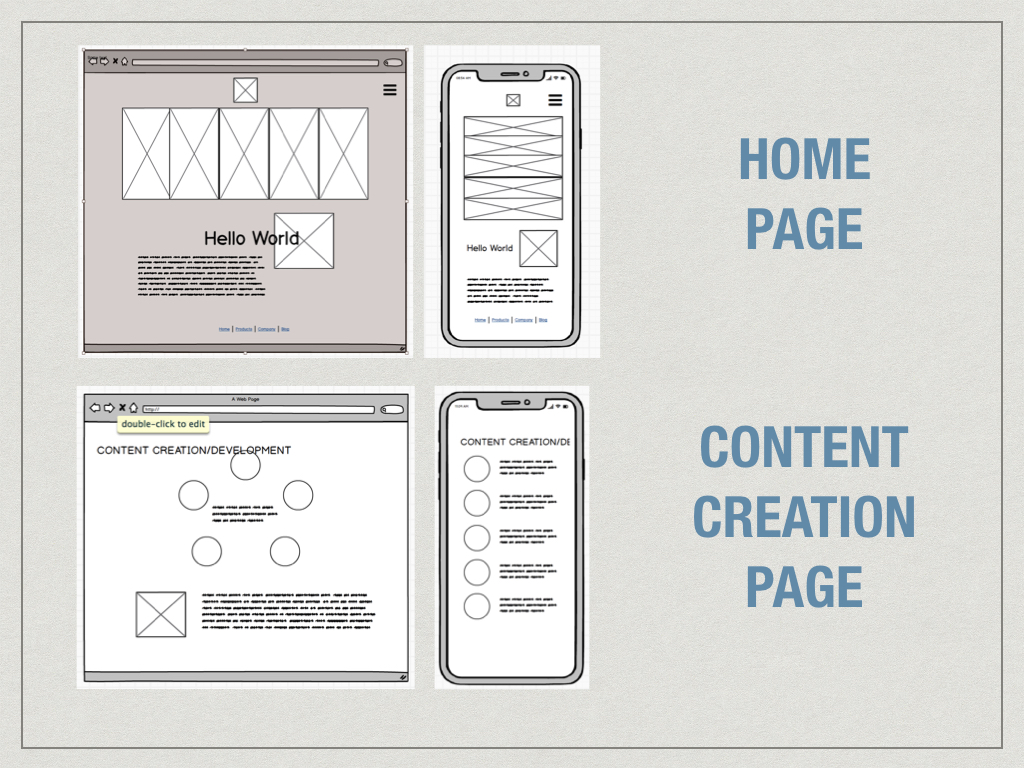 HOME
PAGE
Hello World
Home | Products | Company | Blog
Hello World
Home | Products | Company | Blog
CONTENT
CREATION
PAGE
A Web Page
http://
double-click to edit
CONTENT CREATION/DEVELOPMENT
CONTENT CREATION/DE